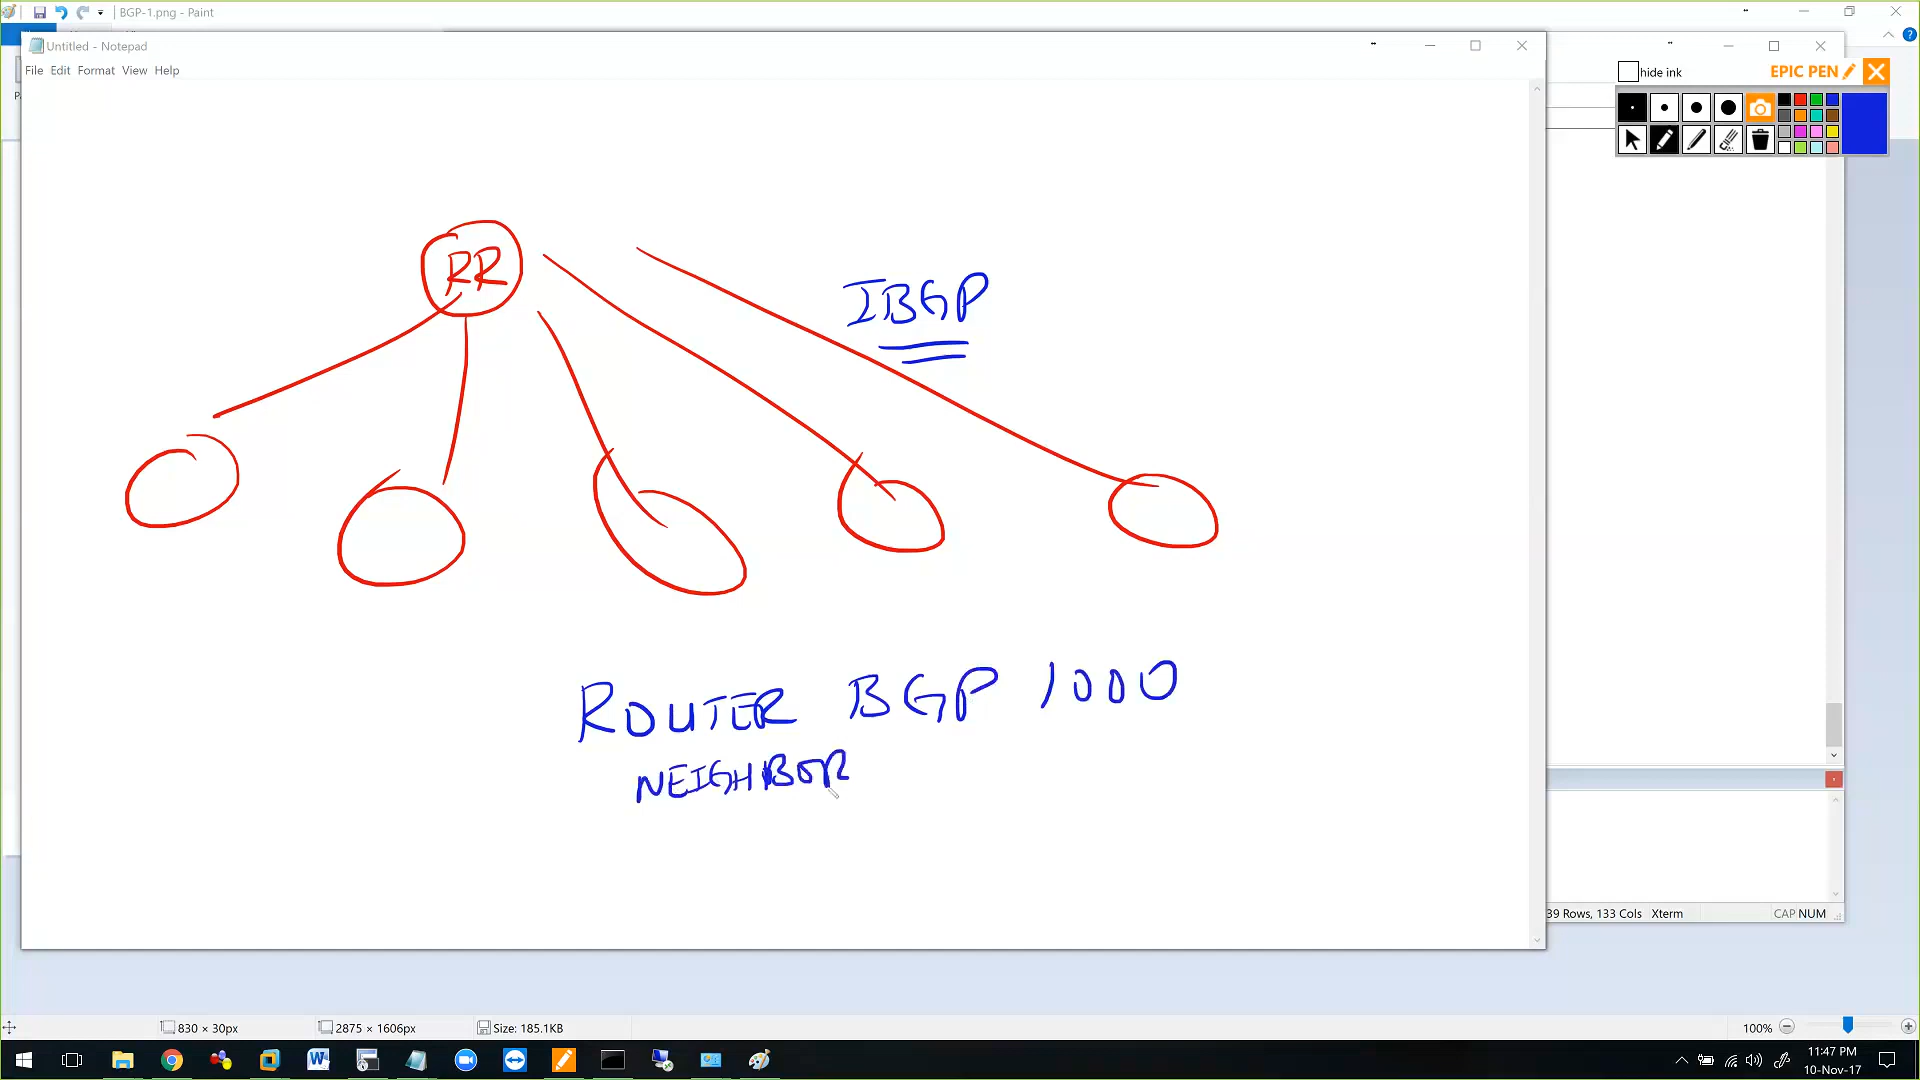 BGP-1.png - Paint
Untitled - Notepad
File Edit Format View Help
hide ink
EPIC PEN
RR
IBGP
ROUTER BGP 1000
NEIGHBOR
39 Rows, 133 Cols Xterm CAP NUM
830 × 30px 2875 × 1606px Size: 185.1KB 100%
11:47 PM
10-Nov-17